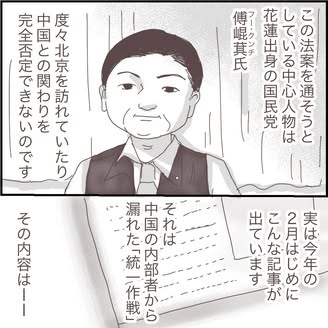 この法案を通そうと
している中心人物は
花蓮出身の国民党
フー・クンチ
傅崐萁氏
度々北京を訪れていたり
中国との関わりを
完全否定できないのです
実は今年の
2月はじめに
こんな記事が
出ています
それは
中国の内部者から
漏れた「統一作戦」
その内容はーー